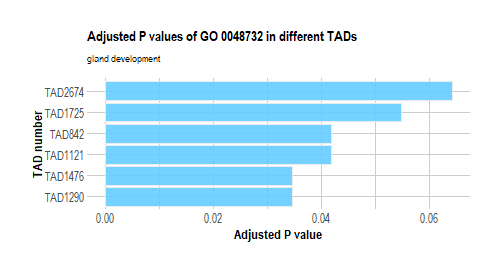 Adjusted P values of GO 0048732 in different TADs
gland development
TAD number
TAD2674
TAD1725
TAD842
TAD1121
TAD1476
TAD1290
0.00 0.02 0.04 0.06
Adjusted P value